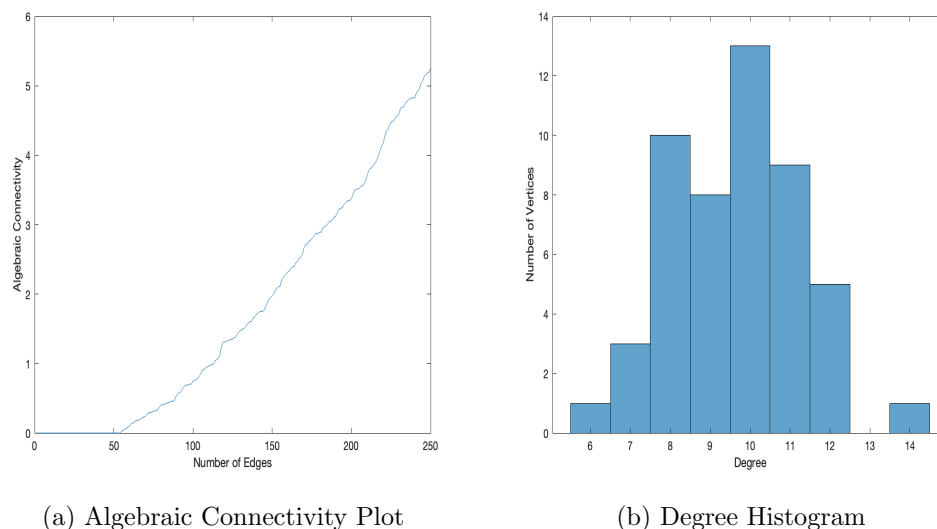 6
5
4
3
2
1
0
Algebraic Connectivity
0 50 100 150 200 250
Number of Edges
(a) Algebraic Connectivity Plot
14
12
10
8
6
4
2
0
Number of Vertices
6 7 8 9 10 11 12 13 14
Degree
(b) Degree Histogram